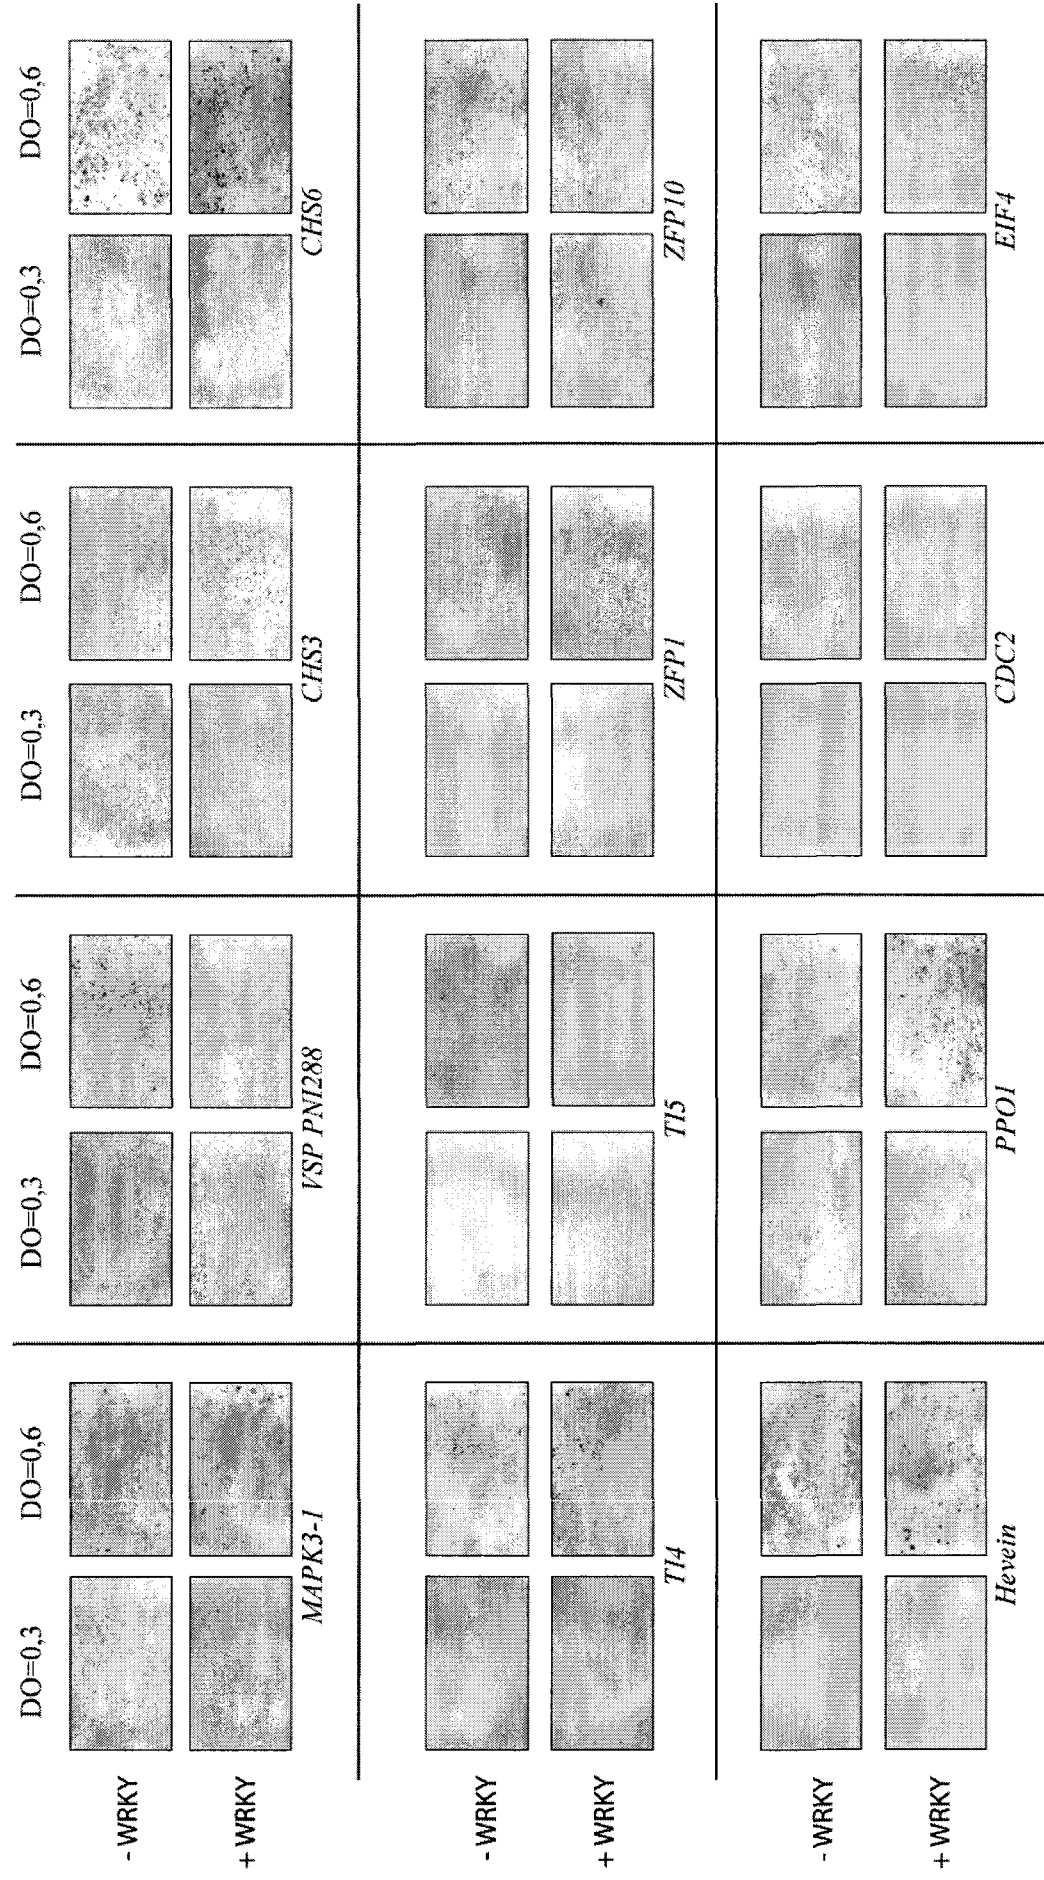 DO=0,3 DO=0,6 DO=0,3 DO=0,6 DO=0,3 DO=0,6 DO=0,3 DO=0,6
- WRKY
+ WRKY
MAPK3-1 VSP PNI288 CHS3 CHS6
- WRKY
+ WRKY
TI4 TI5 ZFP1 ZFP10
- WRKY
+ WRKY
Hevein PPO1 CDC2 EIF4